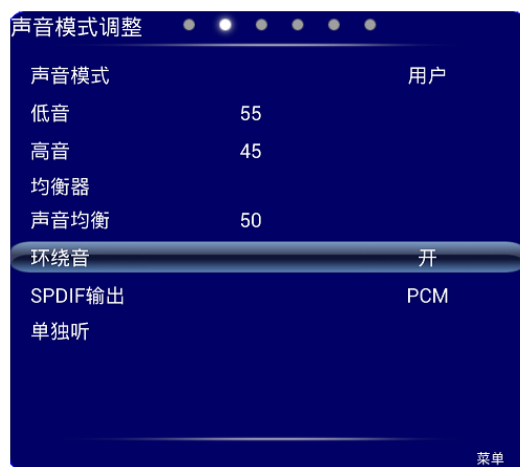 声音模式调整
声音模式 用户
低音 55
高音 45
均衡器
声音均衡 50
环绕音 开
SPDIF输出 PCM
单独听
菜单